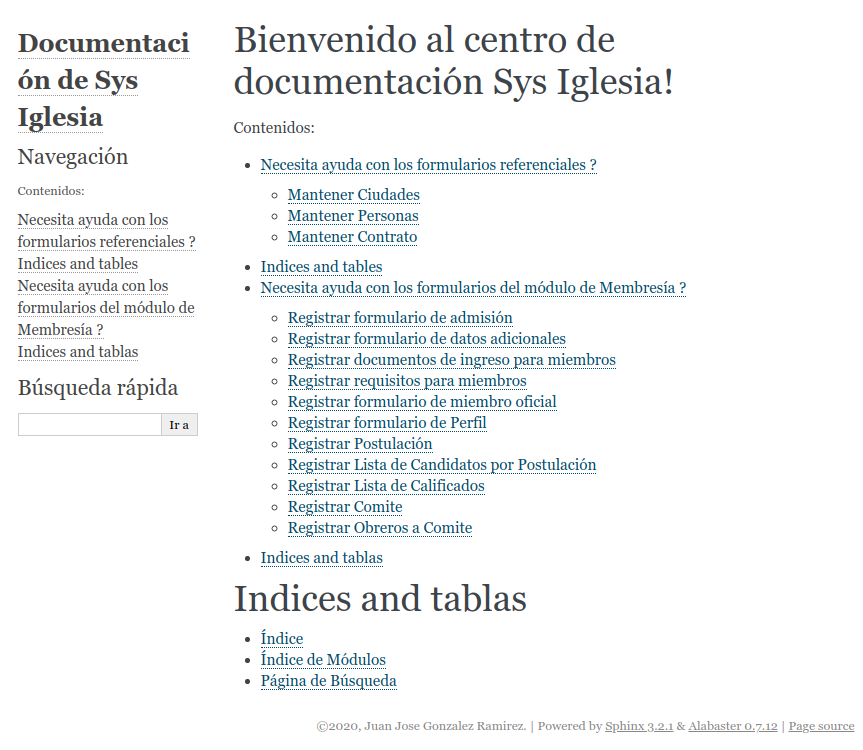 Documentaci
ón de Sys
Iglesia
Navegación
Contenidos:
Necesita ayuda con los
formularios referenciales ?
Indices and tables
Necesita ayuda con los
formularios del módulo de
Membresía ?
Indices and tablas
Búsqueda rápida
Ir a
Bienvenido al centro de
documentación Sys Iglesia!
Contenidos:
Necesita ayuda con los formularios referenciales ?
Mantener Ciudades
Mantener Personas
Mantener Contrato
Indices and tables
Necesita ayuda con los formularios del módulo de Membresía ?
Registrar formulario de admisión
Registrar formulario de datos adicionales
Registrar documentos de ingreso para miembros
Registrar requisitos para miembros
Registrar formulario de miembro oficial
Registrar formulario de Perfil
Registrar Postulación
Registrar Lista de Candidatos por Postulación
Registrar Lista de Calificados
Registrar Comite
Registrar Obreros a Comite
Indices and tablas
Indices and tablas
Índice
Índice de Módulos
Página de Búsqueda
©2020, Juan Jose Gonzalez Ramirez. | Powered by Sphinx 3.2.1 & Alabaster 0.7.12 | Page source